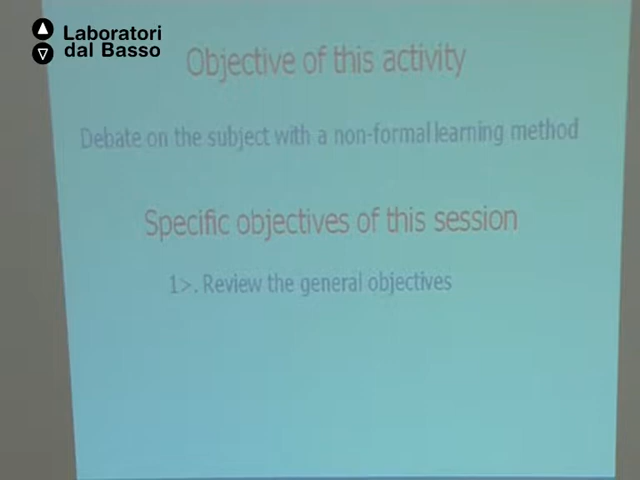 Laboratori
dal Basso
Objective of this activity
Debate on the subject with a non-formal learning method
Specific objectives of this session
1>. Review the general objectives